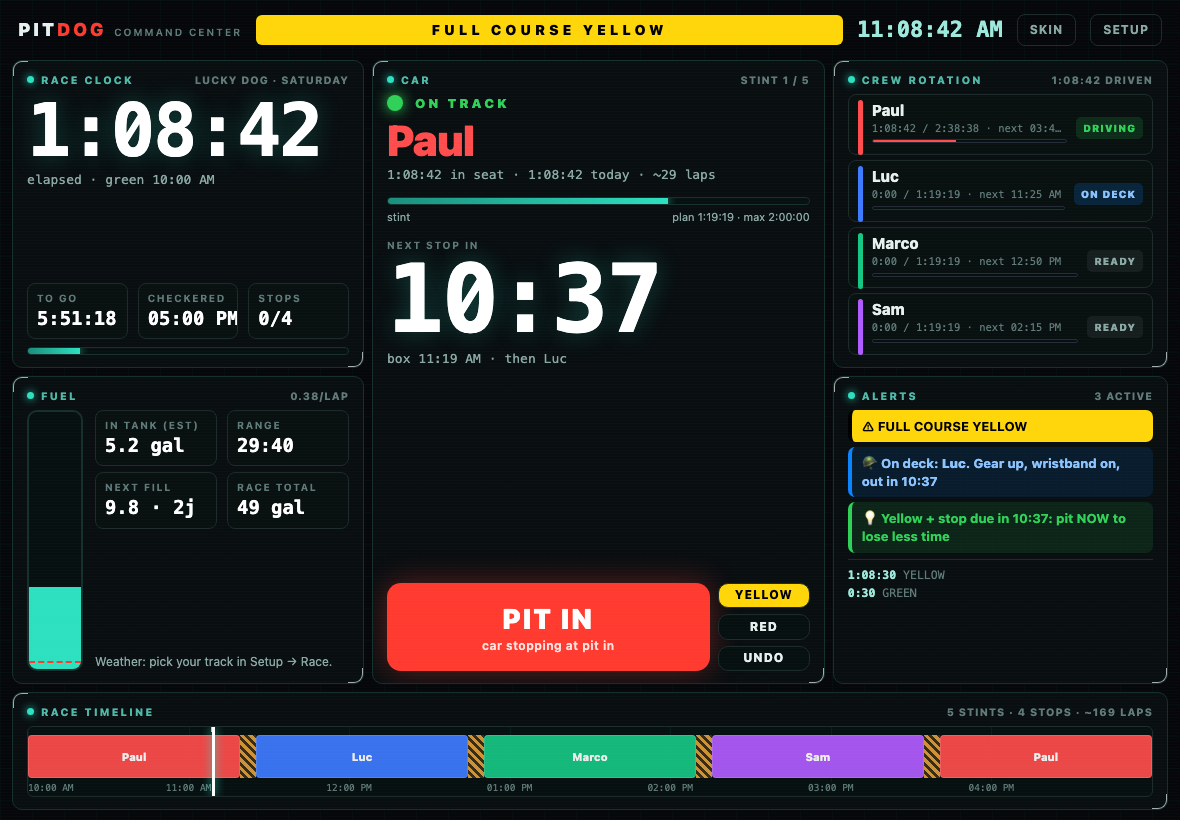 PITDOG COMMAND CENTER
FULL COURSE YELLOW
11:08:42 AM
SKIN
SETUP
RACE CLOCK
LUCKY DOG · SATURDAY
1:08:42
elapsed · green 10:00 AM
TO GO
5:51:18
CHECKERED
05:00 PM
STOPS
0/4
CAR
STINT 1 / 5
ON TRACK
Paul
1:08:42 in seat · 1:08:42 today · ~29 laps
stint
plan 1:19:19 · max 2:00:00
NEXT STOP IN
10:37
box 11:19 AM · then Luc
PIT IN
car stopping at pit in
YELLOW
RED
UNDO
CREW ROTATION
1:08:42 DRIVEN
Paul
1:08:42 / 2:38:38 · next 03:4…
DRIVING
Luc
0:00 / 1:19:19 · next 11:25 AM
ON DECK
Marco
0:00 / 1:19:19 · next 12:50 PM
READY
Sam
0:00 / 1:19:19 · next 02:15 PM
READY
FUEL
0.38/LAP
IN TANK (EST)
5.2 gal
RANGE
29:40
NEXT FILL
9.8 · 2j
RACE TOTAL
49 gal
Weather: pick your track in Setup → Race.
ALERTS
3 ACTIVE
⚠ FULL COURSE YELLOW
🪖 On deck: Luc. Gear up, wristband on,
out in 10:37
💡 Yellow + stop due in 10:37: pit NOW to
lose less time
1:08:30 YELLOW
0:30 GREEN
RACE TIMELINE
5 STINTS · 4 STOPS · ~169 LAPS
Paul
Luc
Marco
Sam
Paul
10:00 AM
11:00 AM
12:00 PM
01:00 PM
02:00 PM
03:00 PM
04:00 PM